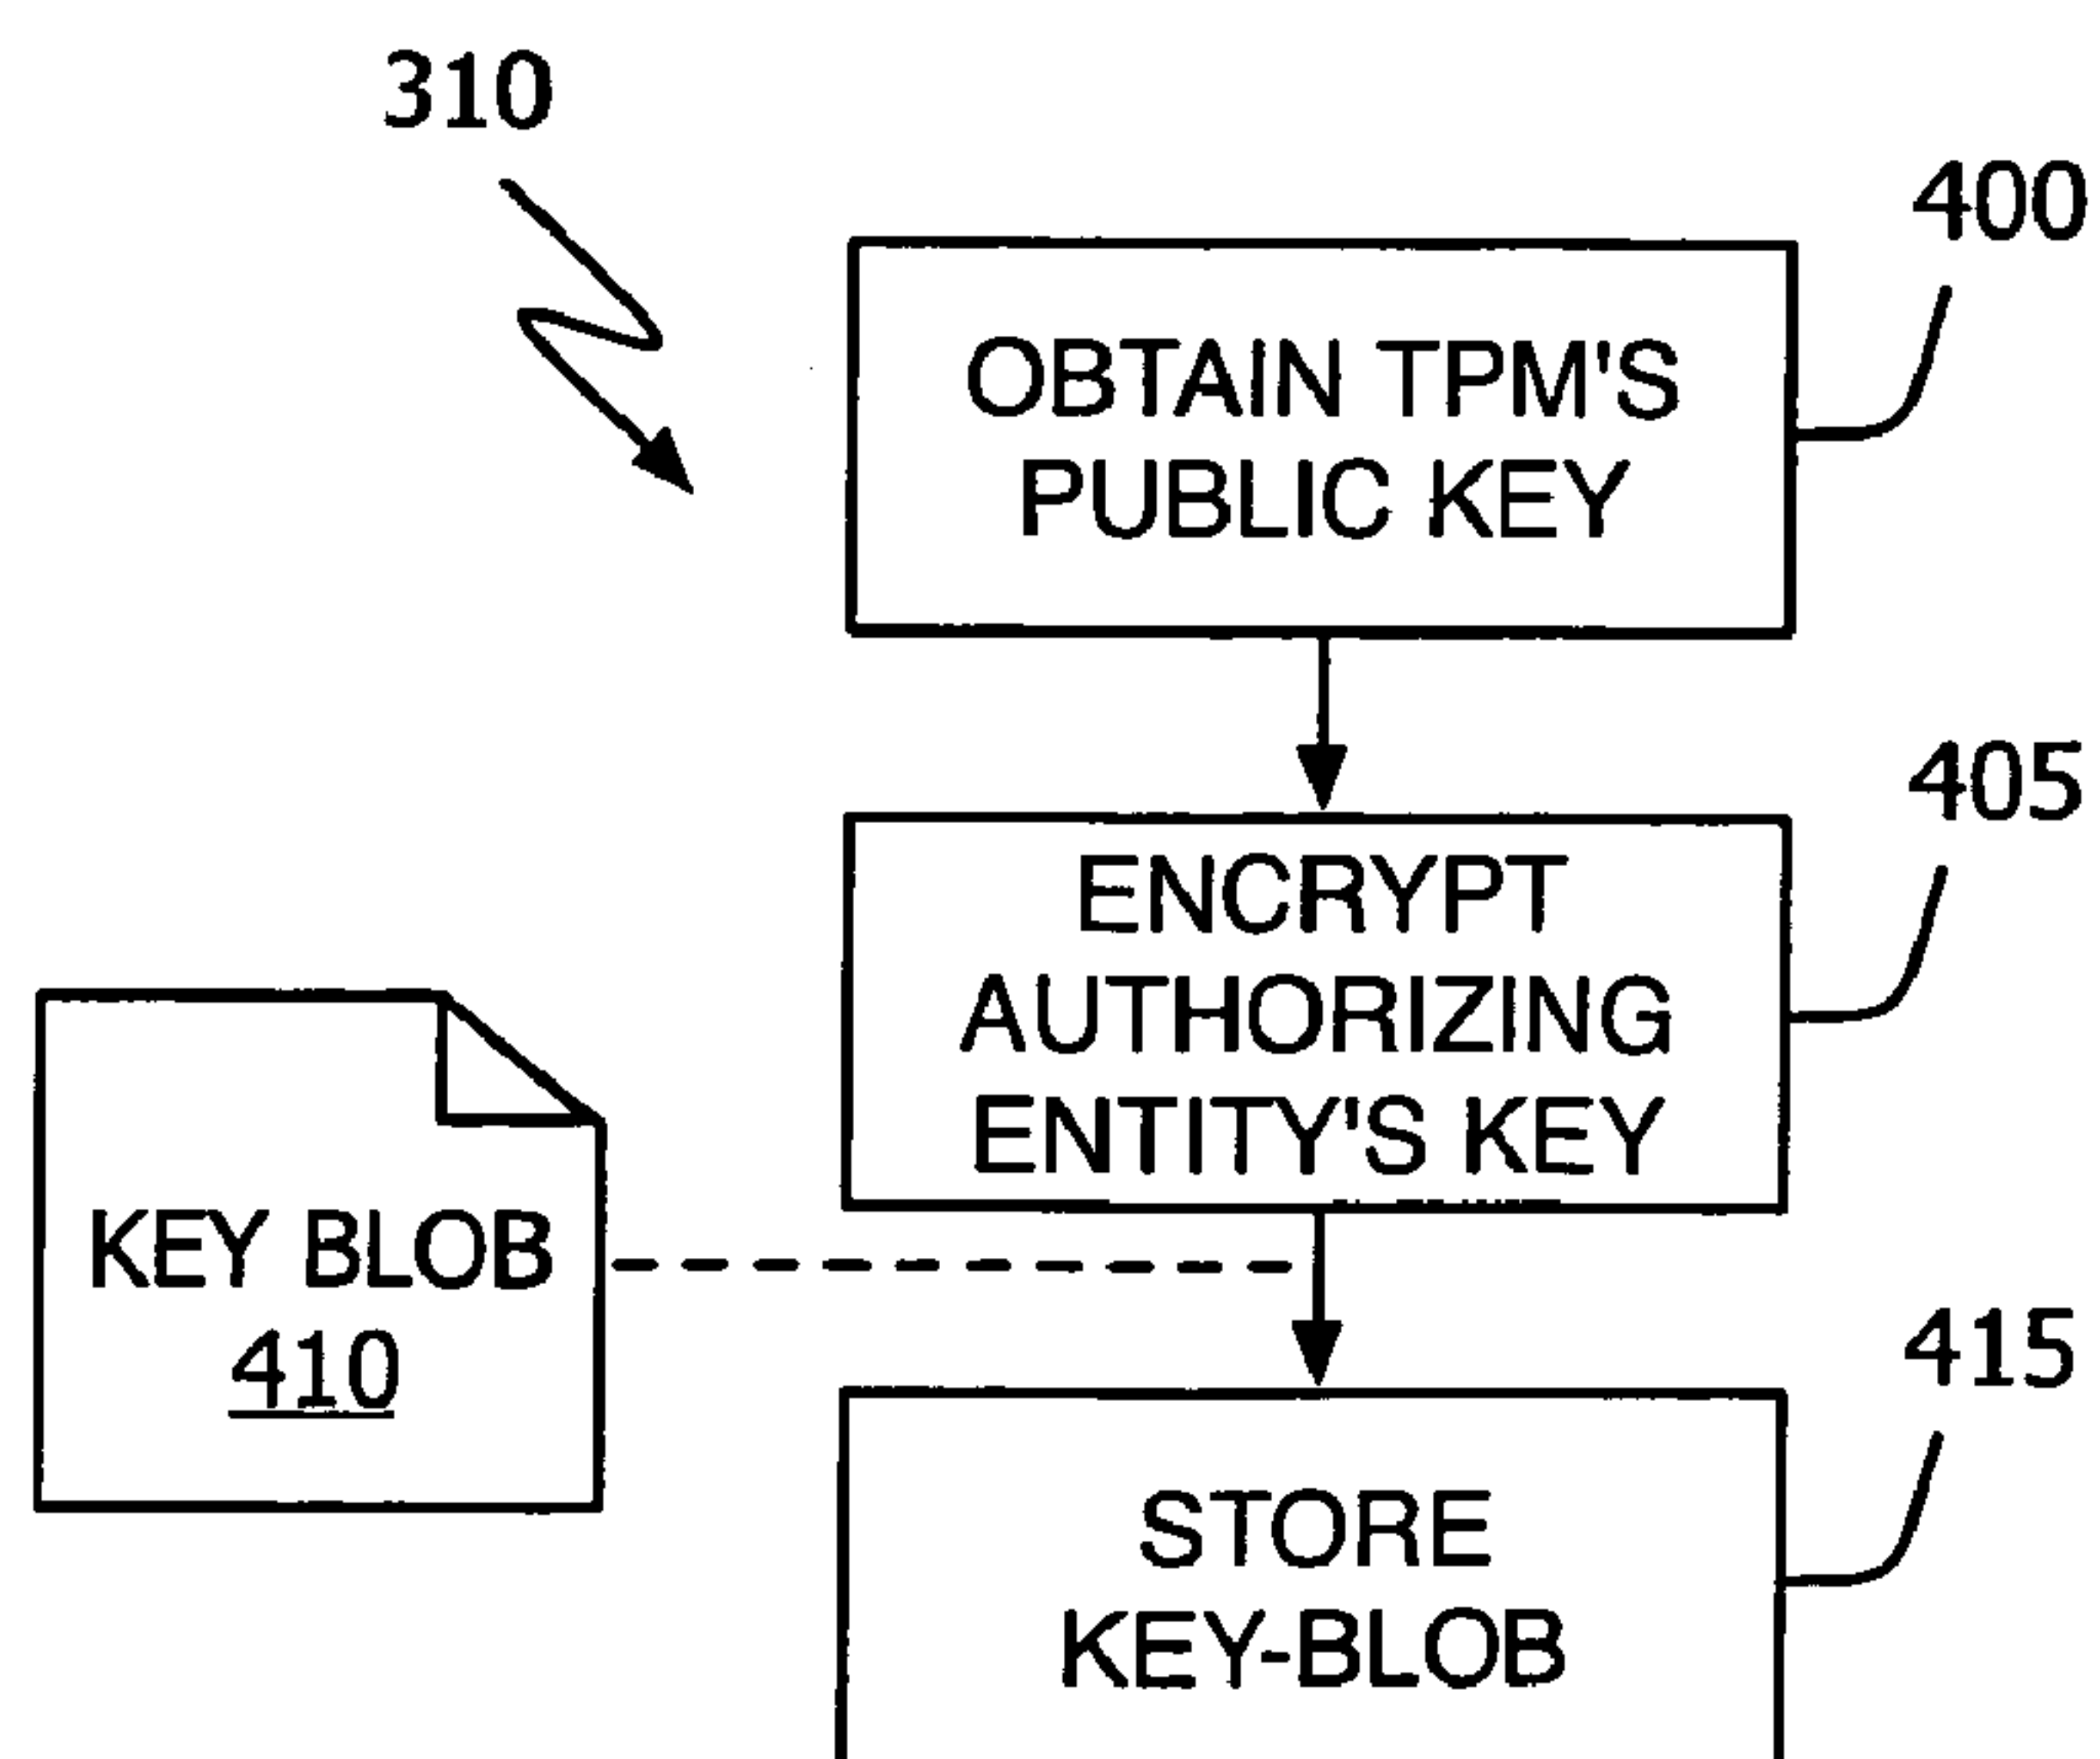 310
400
OBTAIN TPM'S
PUBLIC KEY
405
ENCRYPT
AUTHORIZING
ENTITY'S KEY
KEY BLOB
410
415
STORE
KEY-BLOB